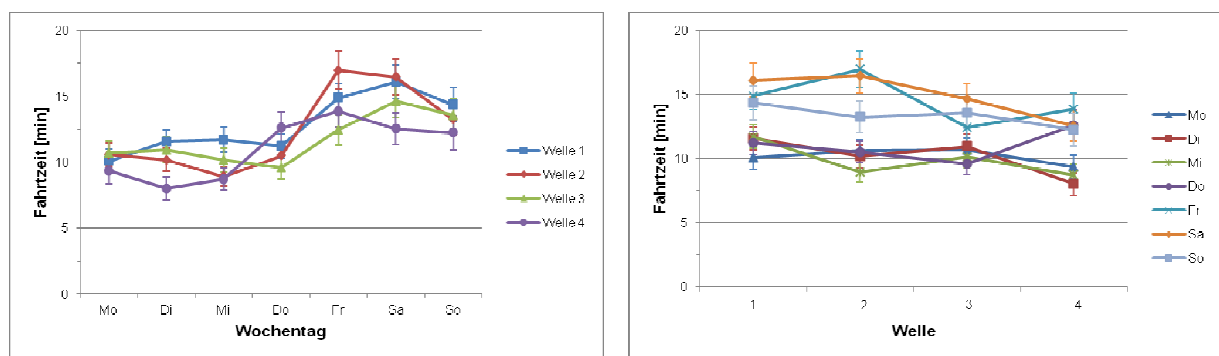 20
15
10
5
0
Fahrtzeit [min]
Mo Di Mi Do Fr Sa So
Wochentag
Welle 1
Welle 2
Welle 3
Welle 4
20
15
10
5
0
Fahrtzeit [min]
1 2 3 4
Welle
Mo
Di
Mi
Do
Fr
Sa
So